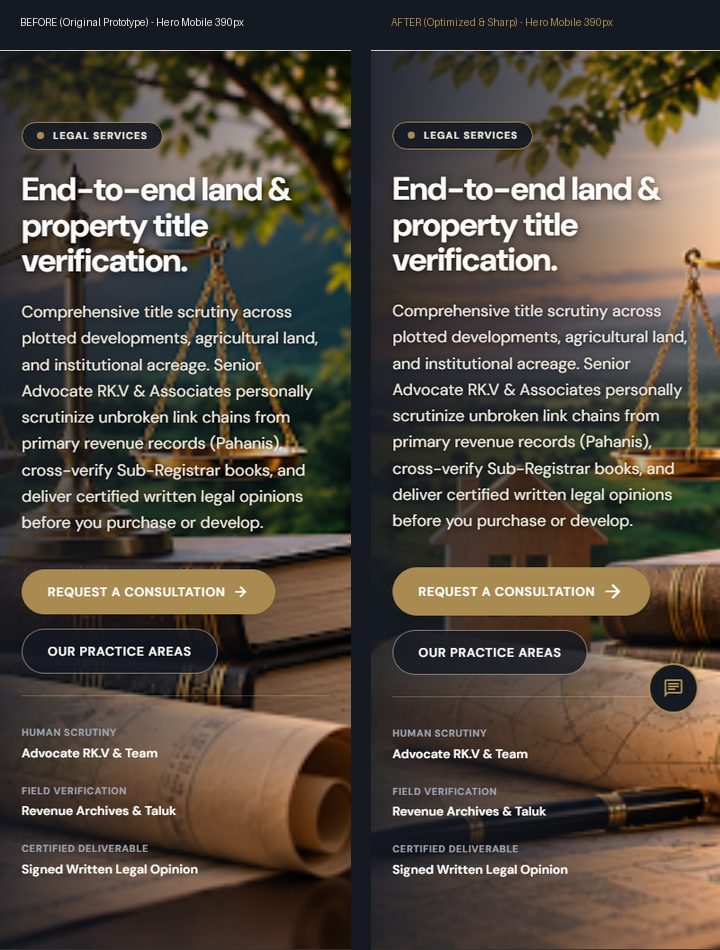 BEFORE (Original Prototype) - Hero Mobile 390px
LEGAL SERVICES
End-to-end land &
property title
verification.
Comprehensive title scrutiny across
plotted developments, agricultural land,
and institutional acreage. Senior
Advocate RK.V & Associates personally
scrutinize unbroken link chains from
primary revenue records (Pahanis),
cross-verify Sub-Registrar books, and
deliver certified written legal opinions
before you purchase or develop.
REQUEST A CONSULTATION →
OUR PRACTICE AREAS
HUMAN SCRUTINY
Advocate RK.V & Team
FIELD VERIFICATION
Revenue Archives & Taluk
CERTIFIED DELIVERABLE
Signed Written Legal Opinion
AFTER (Optimized & Sharp) - Hero Mobile 390px
LEGAL SERVICES
End-to-end land &
property title
verification.
Comprehensive title scrutiny across
plotted developments, agricultural land,
and institutional acreage. Senior
Advocate RK.V & Associates personally
scrutinize unbroken link chains from
primary revenue records (Pahanis),
cross-verify Sub-Registrar books, and
deliver certified written legal opinions
before you purchase or develop.
REQUEST A CONSULTATION →
OUR PRACTICE AREAS
HUMAN SCRUTINY
Advocate RK.V & Team
FIELD VERIFICATION
Revenue Archives & Taluk
CERTIFIED DELIVERABLE
Signed Written Legal Opinion